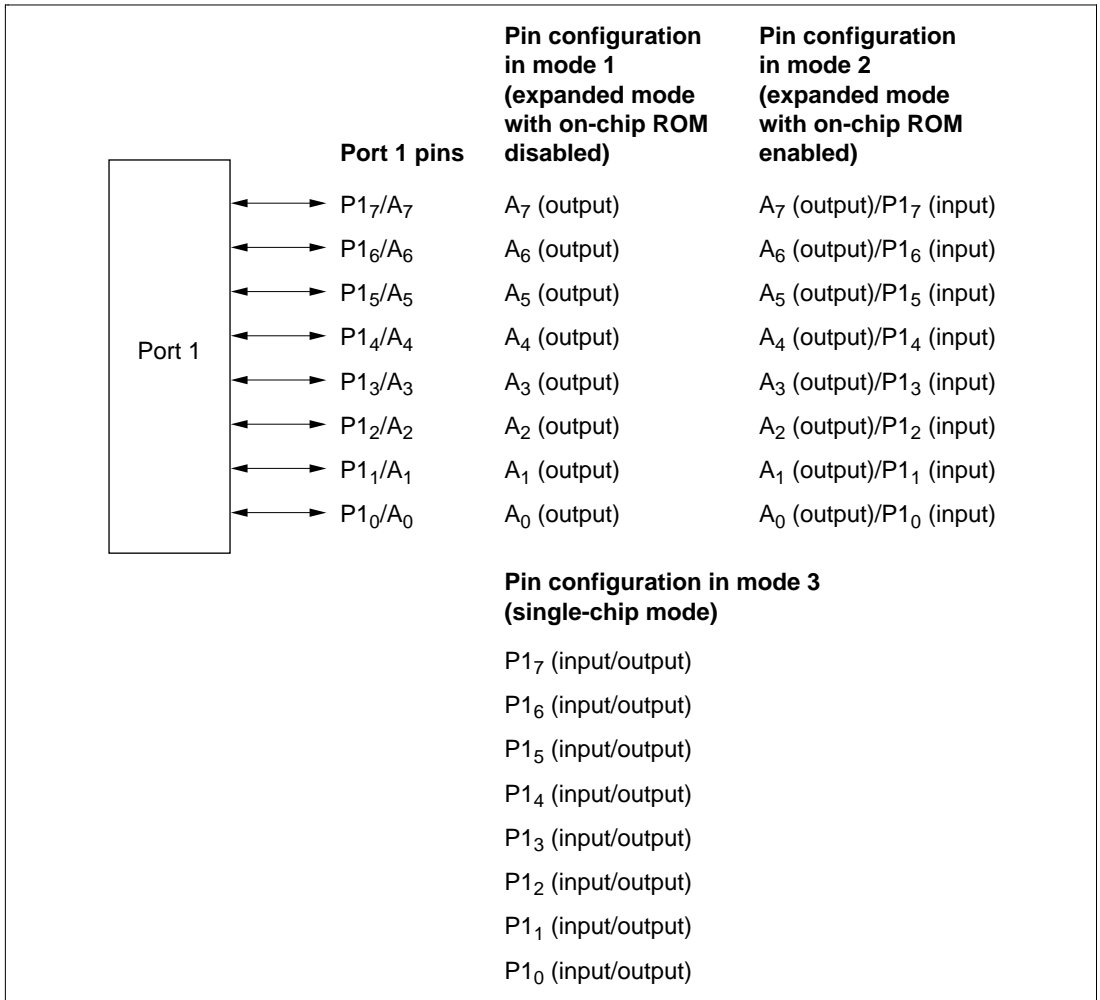 Pin configuration
in mode 1
(expanded mode
with on-chip ROM
disabled)
Pin configuration
in mode 2
(expanded mode
with on-chip ROM
enabled)
Port 1 pins
Port 1
P1₇/A₇ A₇ (output) A₇ (output)/P1₇ (input)
P1₆/A₆ A₆ (output) A₆ (output)/P1₆ (input)
P1₅/A₅ A₅ (output) A₅ (output)/P1₅ (input)
P1₄/A₄ A₄ (output) A₄ (output)/P1₄ (input)
P1₃/A₃ A₃ (output) A₃ (output)/P1₃ (input)
P1₂/A₂ A₂ (output) A₂ (output)/P1₂ (input)
P1₁/A₁ A₁ (output) A₁ (output)/P1₁ (input)
P1₀/A₀ A₀ (output) A₀ (output)/P1₀ (input)
Pin configuration in mode 3
(single-chip mode)
P1₇ (input/output)
P1₆ (input/output)
P1₅ (input/output)
P1₄ (input/output)
P1₃ (input/output)
P1₂ (input/output)
P1₁ (input/output)
P1₀ (input/output)